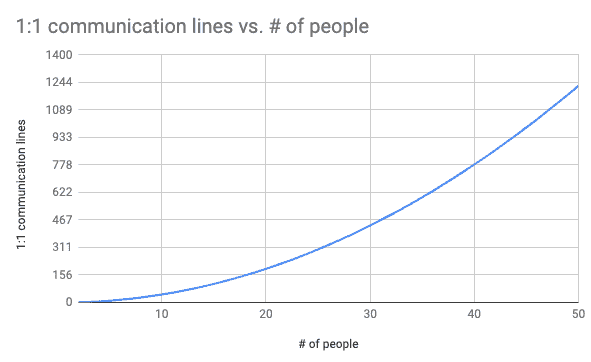 1:1 communication lines vs. # of people
1400
1244
1089
933
778
622
467
311
156
0
1:1 communication lines
10 20 30 40 50
# of people